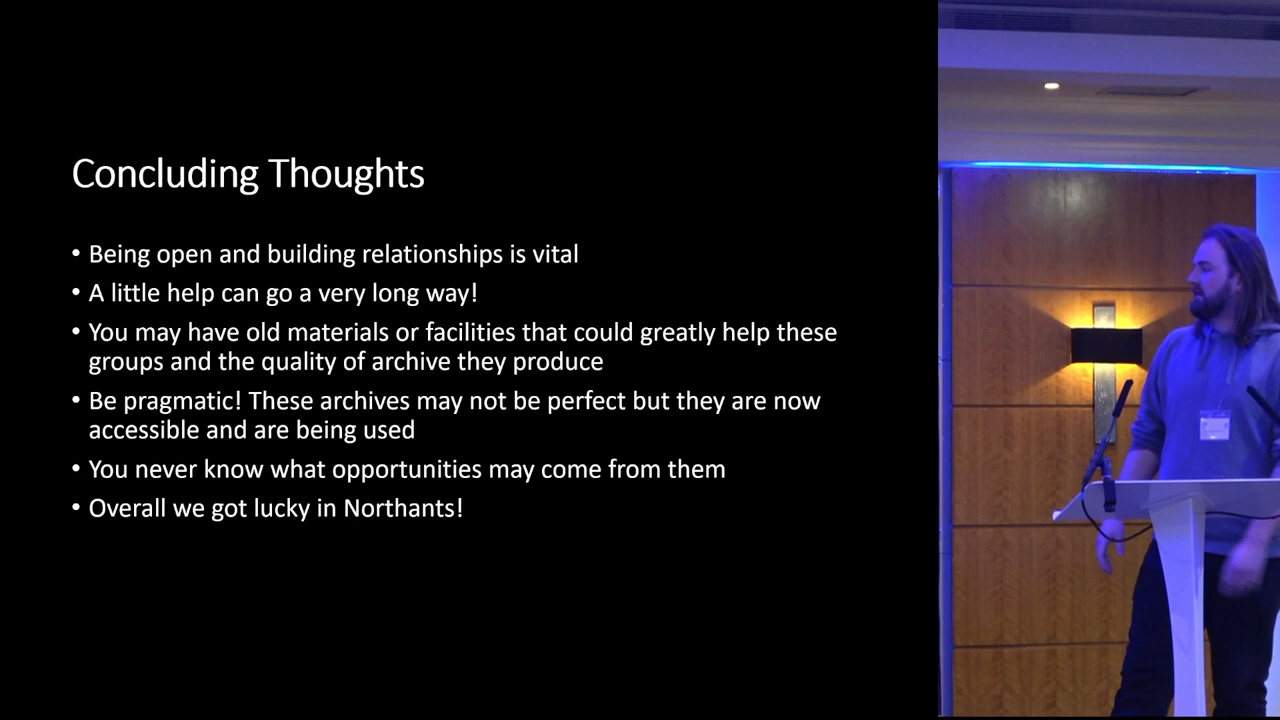 Concluding Thoughts
• Being open and building relationships is vital
• A little help can go a very long way!
• You may have old materials or facilities that could greatly help these
groups and the quality of archive they produce
• Be pragmatic! These archives may not be perfect but they are now
accessible and are being used
• You never know what opportunities may come from them
• Overall we got lucky in Northants!